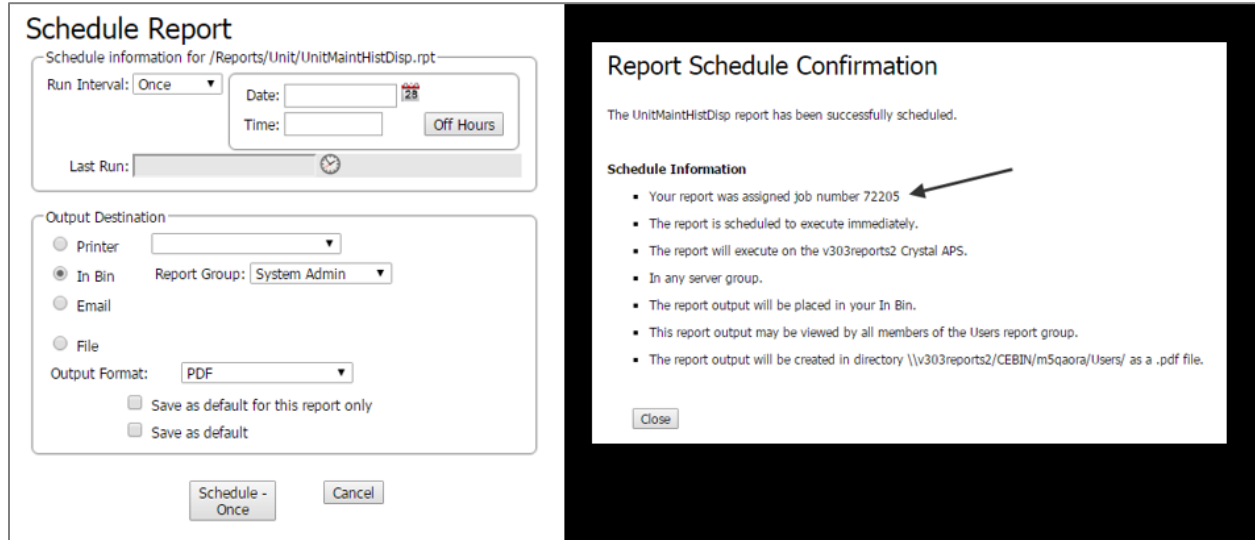 Schedule Report
Schedule information for /Reports/Unit/UnitMaintHistDisp.rpt
Run Interval: Once
Date:
28
Time:
Off Hours
Last Run:
Output Destination
Printer
In Bin Report Group: System Admin
Email
File
Output Format: PDF
Save as default for this report only
Save as default
Schedule -
Once
Cancel
Report Schedule Confirmation
The UnitMaintHistDisp report has been successfully scheduled.
Schedule Information
▪ Your report was assigned job number 72205
▪ The report is scheduled to execute immediately.
▪ The report will execute on the v303reports2 Crystal APS.
▪ In any server group.
▪ The report output will be placed in your In Bin.
▪ This report output may be viewed by all members of the Users report group.
▪ The report output will be created in directory \\v303reports2/CEBIN/m5qaora/Users/ as a .pdf file.
Close